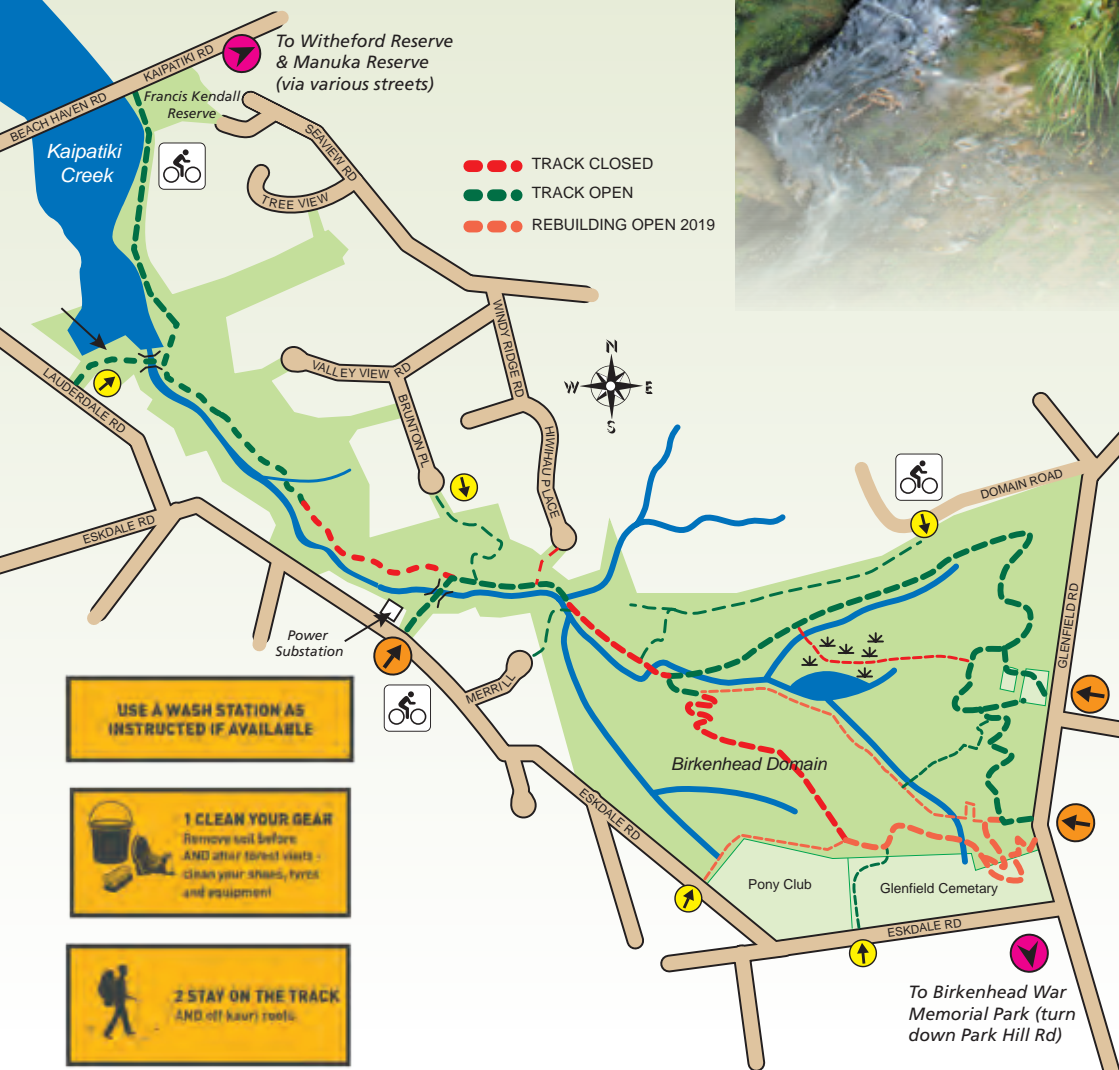 KAIPATIKI RD
BEACH HAVEN RD
To Witheford Reserve
& Manuka Reserve
(via various streets)
Francis Kendall
Reserve
Kaipatiki
Creek
SEAVIEW RD
TREE VIEW
TRACK CLOSED
TRACK OPEN
REBUILDING OPEN 2019
WINDY RIDGE RD
N
W
E
S
VALLEY VIEW RD
LAUDERDALE RD
BRUNTON PL
HIWIHAU PLACE
DOMAIN ROAD
ESKDALE RD
GLENFIELD RD
Power
Substation
MERRILL
USE A WASH STATION AS
INSTRUCTED IF AVAILABLE
Birkenhead Domain
ESKDALE RD
1 CLEAN YOUR GEAR
Remove soil before
AND after forest visits -
clean your shoes, tyres
and equipment
Pony Club
Glenfield Cemetary
ESKDALE RD
2 STAY ON THE TRACK
AND off kauri roots
To Birkenhead War
Memorial Park (turn
down Park Hill Rd)